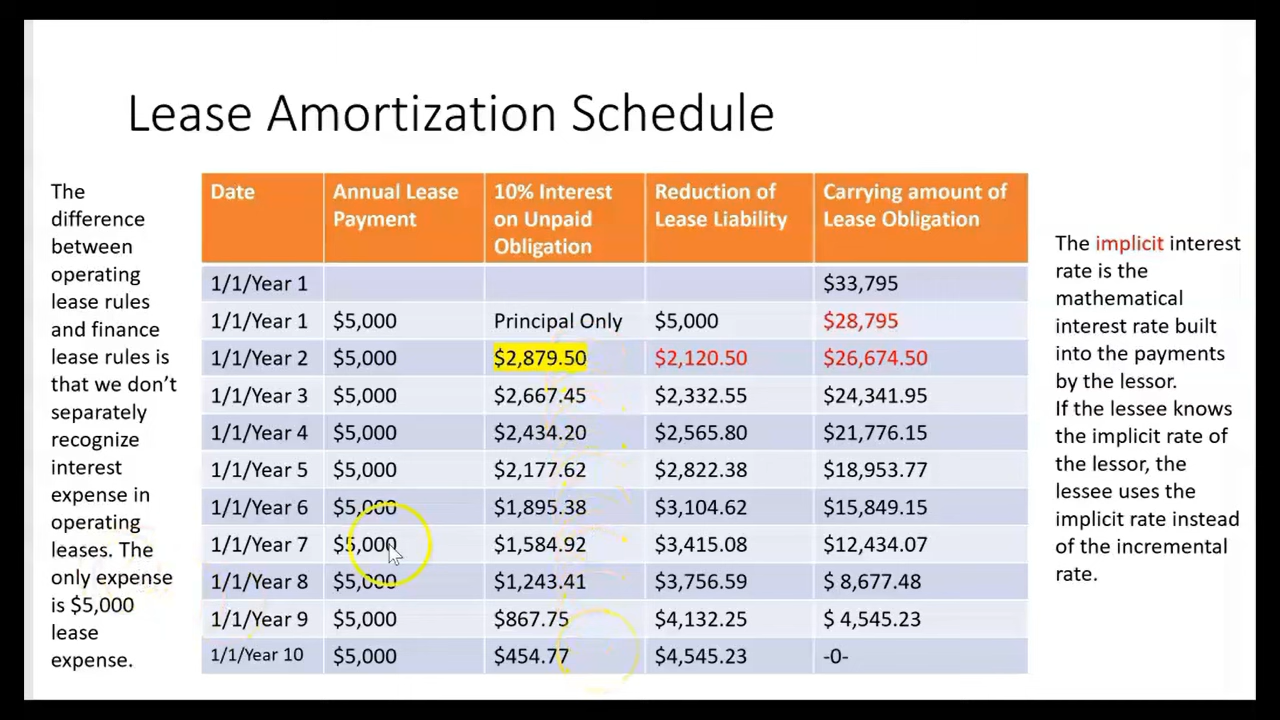 Lease Amortization Schedule
The
difference
between
operating
lease rules
and finance
lease rules is
that we don’t
separately
recognize
interest
expense in
operating
leases. The
only expense
is $5,000
lease
expense.
Date Annual Lease Payment 10% Interest on Unpaid Obligation Reduction of Lease Liability Carrying amount of Lease Obligation
1/1/Year 1 $33,795
1/1/Year 1 $5,000 Principal Only $5,000 $28,795
1/1/Year 2 $5,000 $2,879.50 $2,120.50 $26,674.50
1/1/Year 3 $5,000 $2,667.45 $2,332.55 $24,341.95
1/1/Year 4 $5,000 $2,434.20 $2,565.80 $21,776.15
1/1/Year 5 $5,000 $2,177.62 $2,822.38 $18,953.77
1/1/Year 6 $5,000 $1,895.38 $3,104.62 $15,849.15
1/1/Year 7 $5,000 $1,584.92 $3,415.08 $12,434.07
1/1/Year 8 $5,000 $1,243.41 $3,756.59 $ 8,677.48
1/1/Year 9 $5,000 $867.75 $4,132.25 $ 4,545.23
1/1/Year 10 $5,000 $454.77 $4,545.23 -0-
The implicit interest
rate is the
mathematical
interest rate built
into the payments
by the lessor.
If the lessee knows
the implicit rate of
the lessor, the
lessee uses the
implicit rate instead
of the incremental
rate.